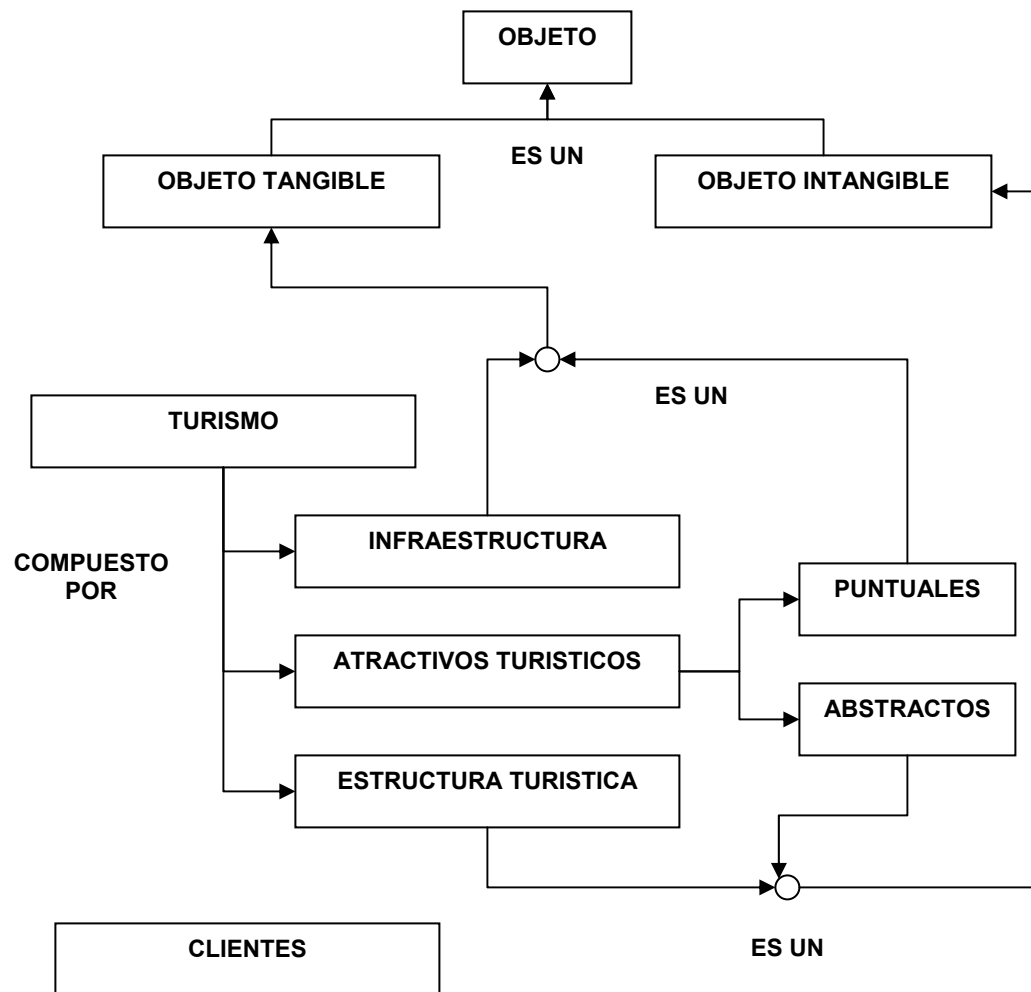 OBJETO
ES UN
OBJETO TANGIBLE
OBJETO INTANGIBLE
ES UN
TURISMO
COMPUESTO
POR
INFRAESTRUCTURA
PUNTUALES
ATRACTIVOS TURISTICOS
ABSTRACTOS
ESTRUCTURA TURISTICA
CLIENTES
ES UN